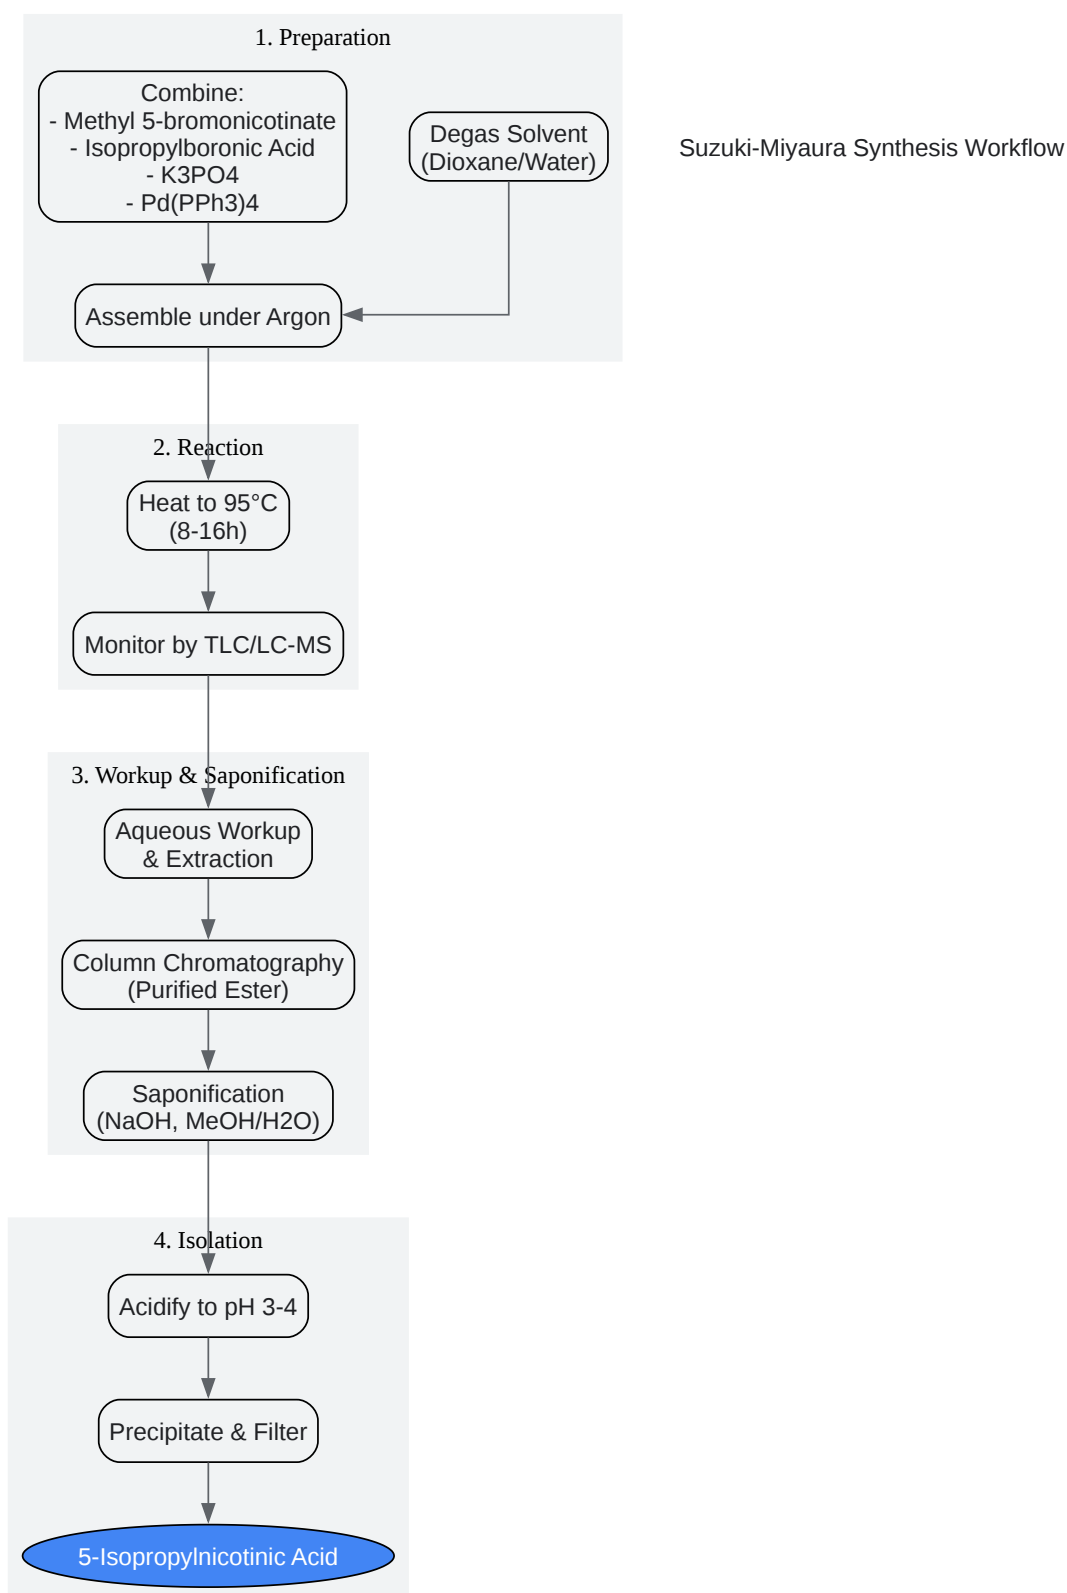 1. Preparation
Combine:
- Methyl 5-bromonicotinate
- Isopropylboronic Acid
- K3PO4
- Pd(PPh3)4
Degas Solvent
(Dioxane/Water)
Suzuki-Miyaura Synthesis Workflow
Assemble under Argon
2. Reaction
Heat to 95°C
(8-16h)
Monitor by TLC/LC-MS
3. Workup & Saponification
Aqueous Workup
& Extraction
Column Chromatography
(Purified Ester)
Saponification
(NaOH, MeOH/H2O)
4. Isolation
Acidify to pH 3-4
Precipitate & Filter
5-Isopropylnicotinic Acid